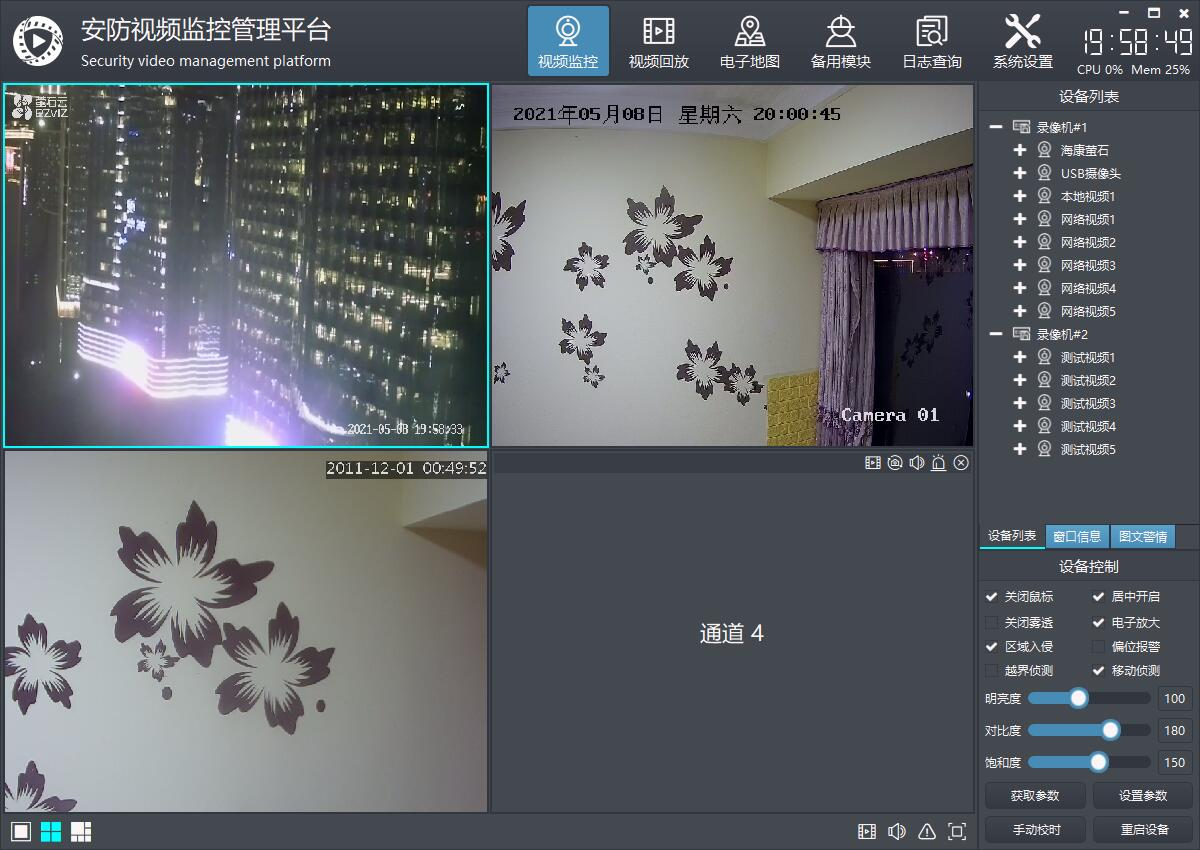 安防视频监控管理平台
Security video management platform
视频监控
视频回放
电子地图
备用模块
日志查询
系统设置
19:58:49
CPU 0% Mem 25%
萤石云
EZVIZ
2021-05-08 19:58:33
2021年05月08日 星期六 20:00:45
Camera 01
2011-12-01 00:49:52
通道 4
设备列表
录像机#1
海康萤石
USB摄像头
本地视频1
网络视频1
网络视频2
网络视频3
网络视频4
网络视频5
录像机#2
测试视频1
测试视频2
测试视频3
测试视频4
测试视频5
设备列表
窗口信息
图文警情
设备控制
关闭鼠标
居中开启
关闭雾透
电子放大
区域入侵
偏位报警
越界侦测
移动侦测
明亮度
100
对比度
180
饱和度
150
获取参数
设置参数
手动校时
重启设备